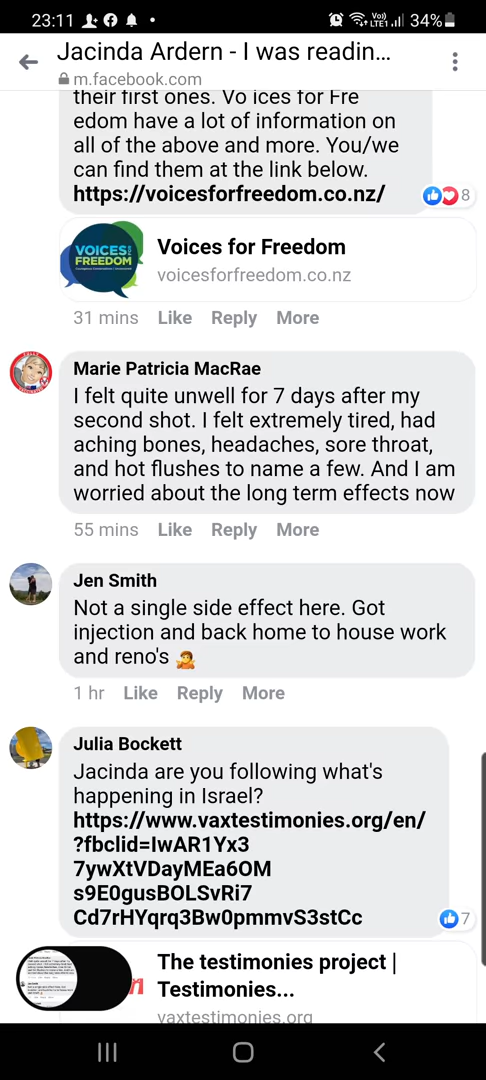 23:11 34%
Vo)) LTE1
Jacinda Ardern - I was readin...
m.facebook.com
their first ones. Vo ices for Fre
edom have a lot of information on
all of the above and more. You/we
can find them at the link below.
https://voicesforfreedom.co.nz/
8
VOICES FOR
FREEDOM
Voices for Freedom
voicesforfreedom.co.nz
31 mins Like Reply More
Marie Patricia MacRae
I felt quite unwell for 7 days after my
second shot. I felt extremely tired, had
aching bones, headaches, sore throat,
and hot flushes to name a few. And I am
worried about the long term effects now
55 mins Like Reply More
Jen Smith
Not a single side effect here. Got
injection and back home to house work
and reno's 🤷
1 hr Like Reply More
Julia Bockett
Jacinda are you following what's
happening in Israel?
https://www.vaxtestimonies.org/en/
?fbclid=IwAR1Yx3
7ywXtVDayMEa6OM
s9E0gusBOLSvRi7
Cd7rHYqrq3Bw0pmmvS3stCc
7
The testimonies project |
Testimonies...
vaxtestimonies.org